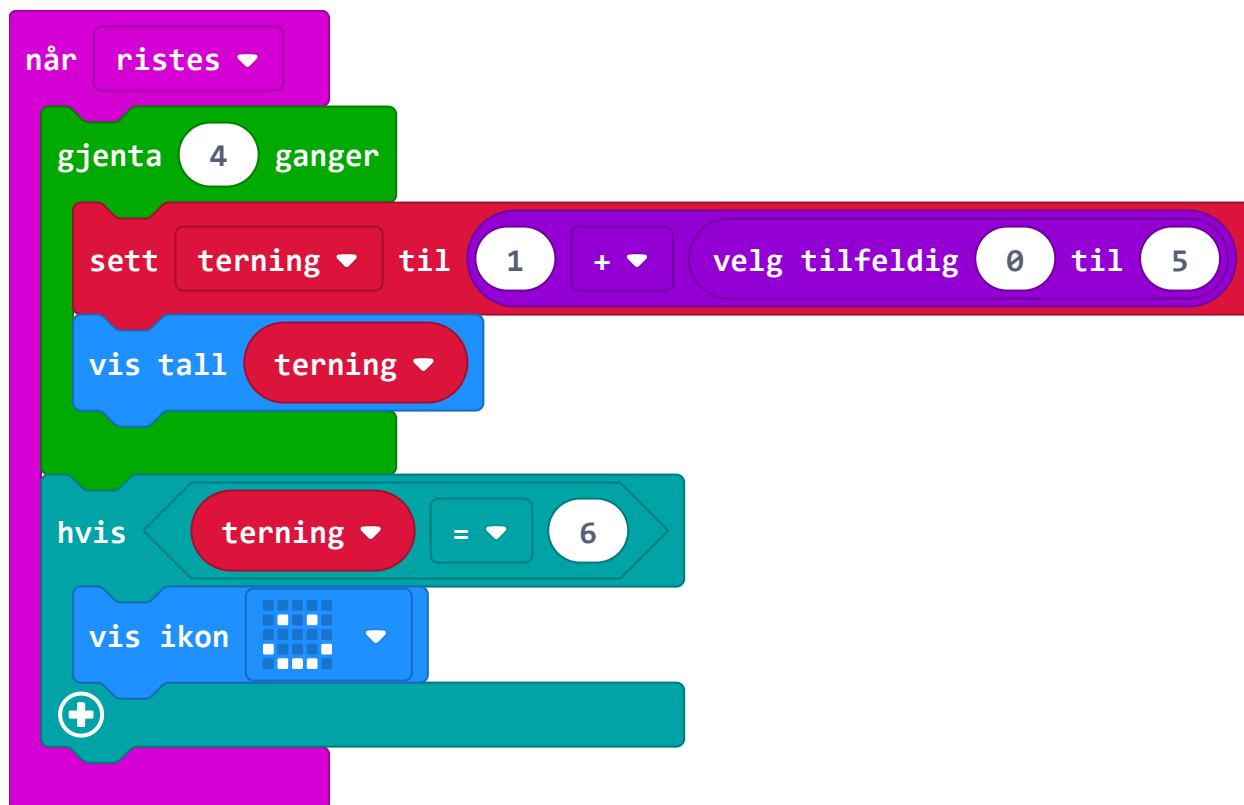 når ristes
gjenta 4 ganger
sett terning til 1 + velg tilfeldig 0 til 5
vis tall terning
hvis terning = 6
vis ikon